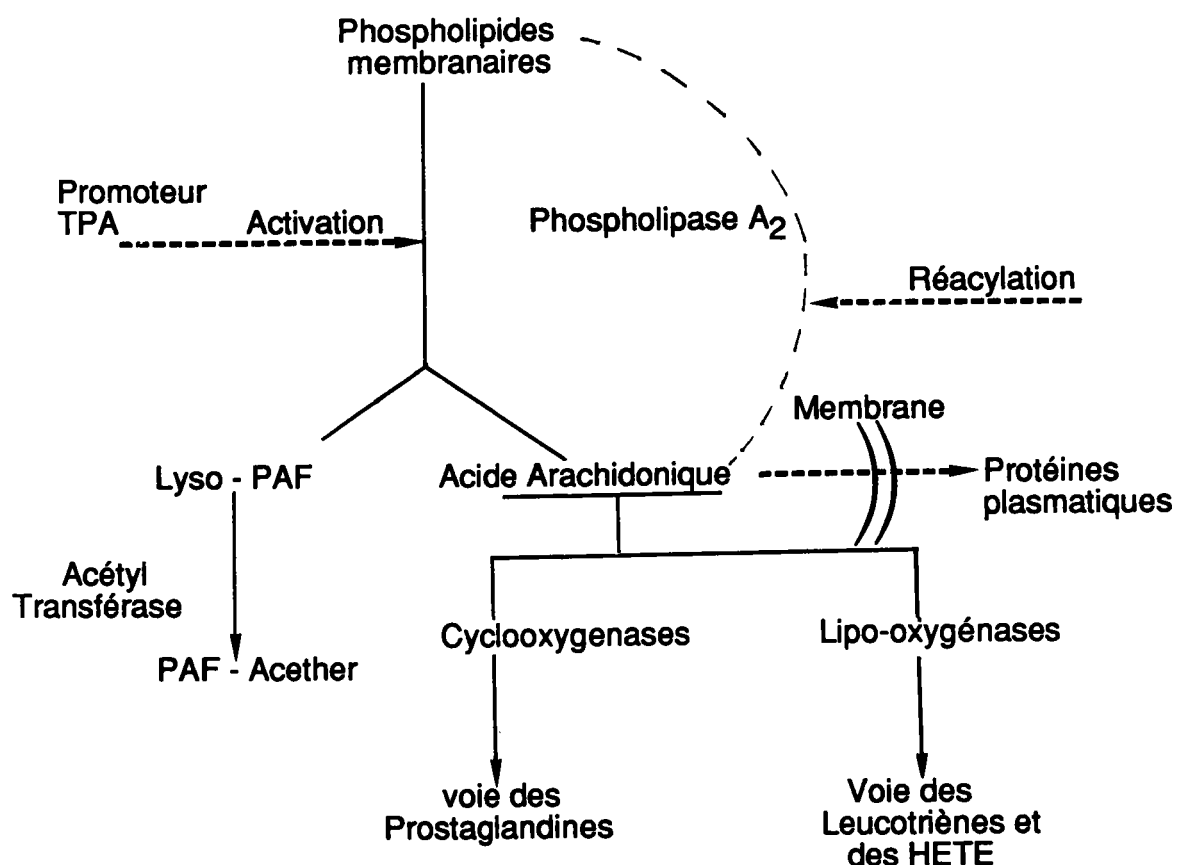 Phospholipides
membranaires
Promoteur
TPA
Activation
Phospholipase A2
Réacylation
Membrane
Lyso - PAF
Acide Arachidonique
Protéines
plasmatiques
Acétyl
Transférase
Cyclooxygenases
Lipo-oxygénases
PAF - Acether
voie des
Prostaglandines
Voie des
Leucotriènes et
des HETE